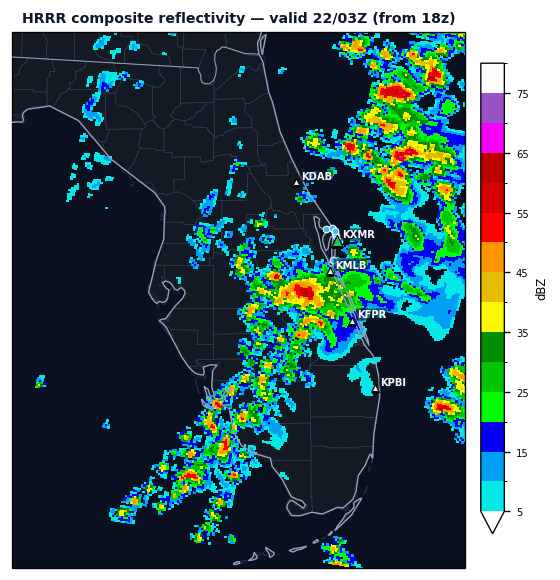 HRRR composite reflectivity — valid 22/03Z (from 18z)
KDAB
KXMR
KMLB
KFPR
KPBI
75
65
55
45
35
25
15
5
dBZ